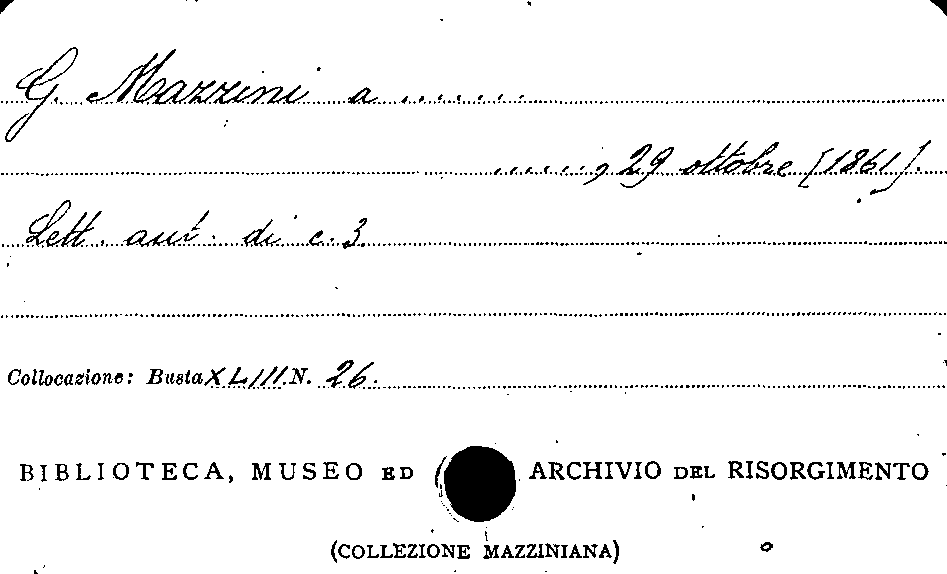 G. Mazzini a ........
......, 29 ottobre [1861].
Lett. aut. di c. 3
Collocazione: Busta XLIII. N. 26.
BIBLIOTECA, MUSEO ED ARCHIVIO DEL RISORGIMENTO
(COLLEZIONE MAZZINIANA)